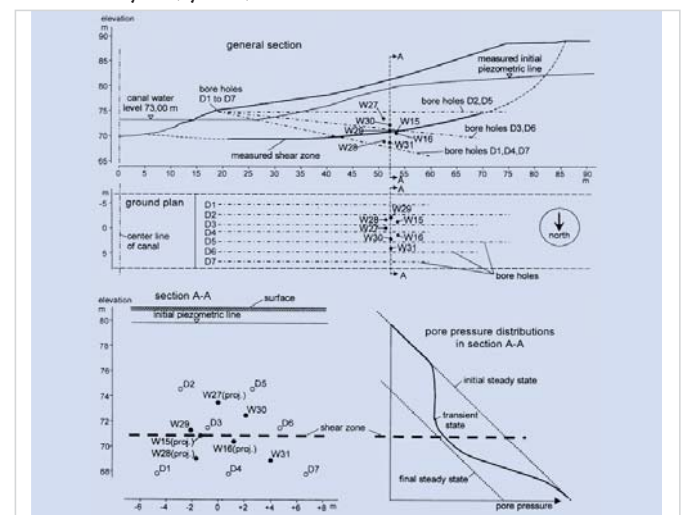 elevation
m
90
85
80
75
70
65
general section
A
measured initial
piezometric line
bore holes
D1 to D7
canal water
level 73,00 m
W27
bore holes D2,D5
W30
W15
W29
bore holes D3,D6
W16
W28
W31
bore holes D1,D4,D7
measured shear zone
0 5 10 15 20 25 30 35 40 45 50 55 60 65 70 75 80 85 90
m
A
A
m
-5
0
5
ground plan
center line
of canal
D1
D2
D3
D4
D5
D6
D7
W29
W28
W15
W27
W30
W16
W31
north
A
bore holes
section A-A
surface
elevation
m
initial piezometric line
80
78
76
74
72
70
68
D2
D5
W27(proj.)
W30
W29
D3
D6
shear zone
W15(proj.)
W28(proj.)
W16(proj.)
W31
D1
D4
D7
-6 -4 -2 0 +2 +4 +6 +8 m
pore pressure distributions
in section A-A
initial steady state
transient
state
final steady state
pore pressure